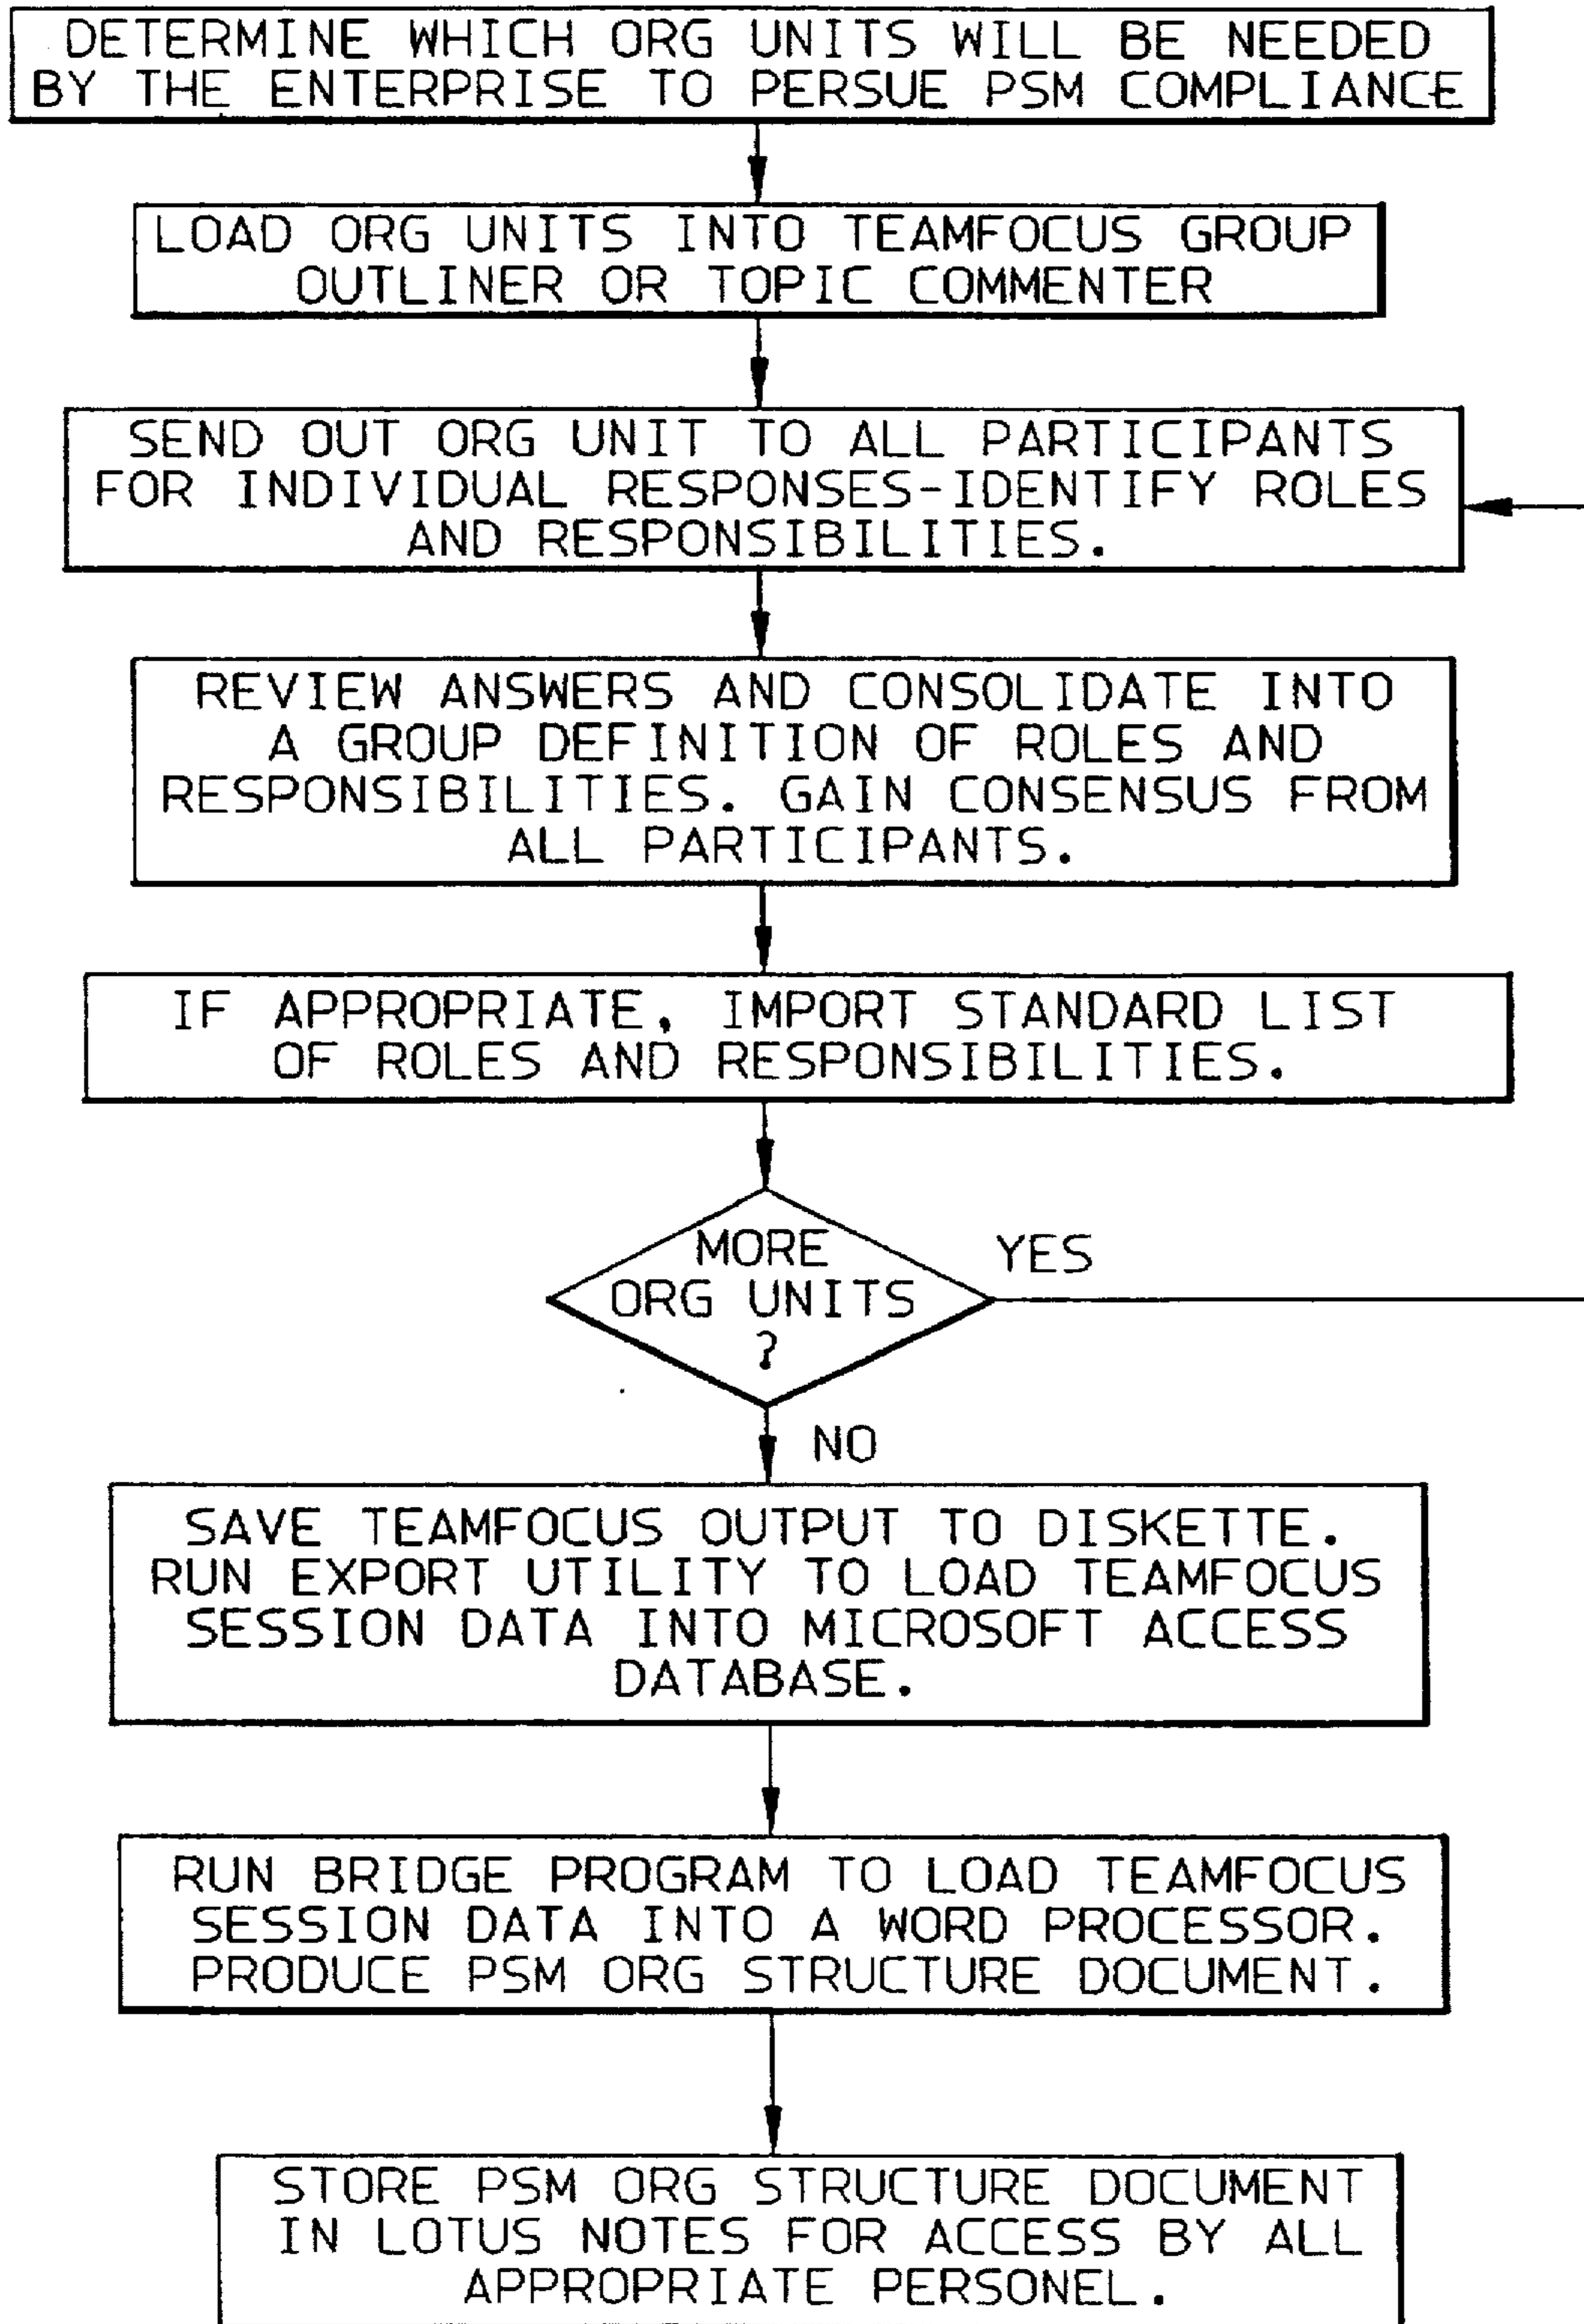 DETERMINE WHICH ORG UNITS WILL BE NEEDED
BY THE ENTERPRISE TO PERSUE PSM COMPLIANCE
LOAD ORG UNITS INTO TEAMFOCUS GROUP
OUTLINER OR TOPIC COMMENTER
SEND OUT ORG UNIT TO ALL PARTICIPANTS
FOR INDIVIDUAL RESPONSES-IDENTIFY ROLES
AND RESPONSIBILITIES.
REVIEW ANSWERS AND CONSOLIDATE INTO
A GROUP DEFINITION OF ROLES AND
RESPONSIBILITIES. GAIN CONSENSUS FROM
ALL PARTICIPANTS.
IF APPROPRIATE, IMPORT STANDARD LIST
OF ROLES AND RESPONSIBILITIES.
MORE
ORG UNITS
?
YES
NO
SAVE TEAMFOCUS OUTPUT TO DISKETTE.
RUN EXPORT UTILITY TO LOAD TEAMFOCUS
SESSION DATA INTO MICROSOFT ACCESS
DATABASE.
RUN BRIDGE PROGRAM TO LOAD TEAMFOCUS
SESSION DATA INTO A WORD PROCESSOR.
PRODUCE PSM ORG STRUCTURE DOCUMENT.
STORE PSM ORG STRUCTURE DOCUMENT
IN LOTUS NOTES FOR ACCESS BY ALL
APPROPRIATE PERSONEL.